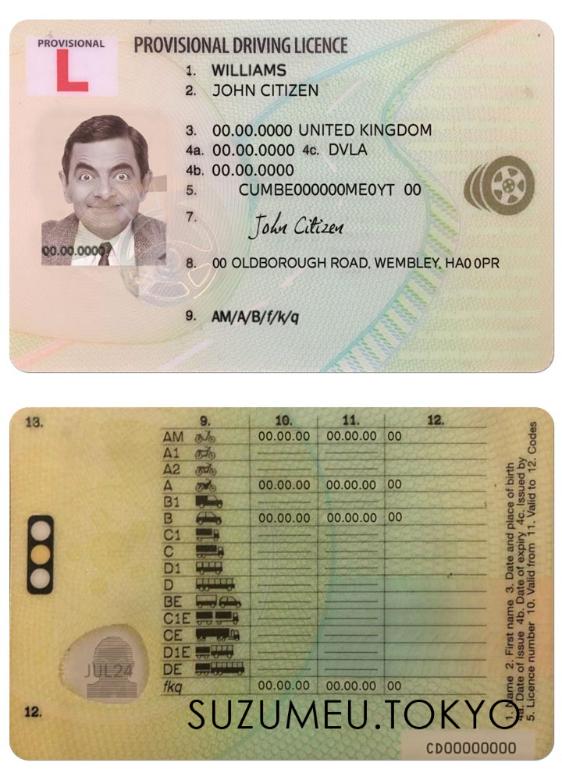 PROVISIONAL
L
PROVISIONAL DRIVING LICENCE
1. WILLIAMS
2. JOHN CITIZEN
3. 00.00.0000 UNITED KINGDOM
4a. 00.00.0000 4c. DVLA
4b. 00.00.0000
5. CUMBE000000ME0YT 00
7. John Citizen
00.00.0000
8. 00 OLDBOROUGH ROAD, WEMBLEY, HA0 0PR
9. AM/A/B/f/k/q
13.
9. 10. 11. 12.
AM 00.00.00 00.00.00 00
A1
A2
A 00.00.00 00.00.00 00
B1
B 00.00.00 00.00.00 00
C1
C
D1
D
BE
C1E
CE
D1E
DE
fkq 00.00.00 00.00.00 00
JUL24
12.
1. Name 2. First name 3. Date and place of birth
4a. Date of issue 4b. Date of expiry 4c. Issued by
5. Licence number 10. Valid from 11. Valid to 12. Codes
SUZUMEU.TOKYO
CD00000000